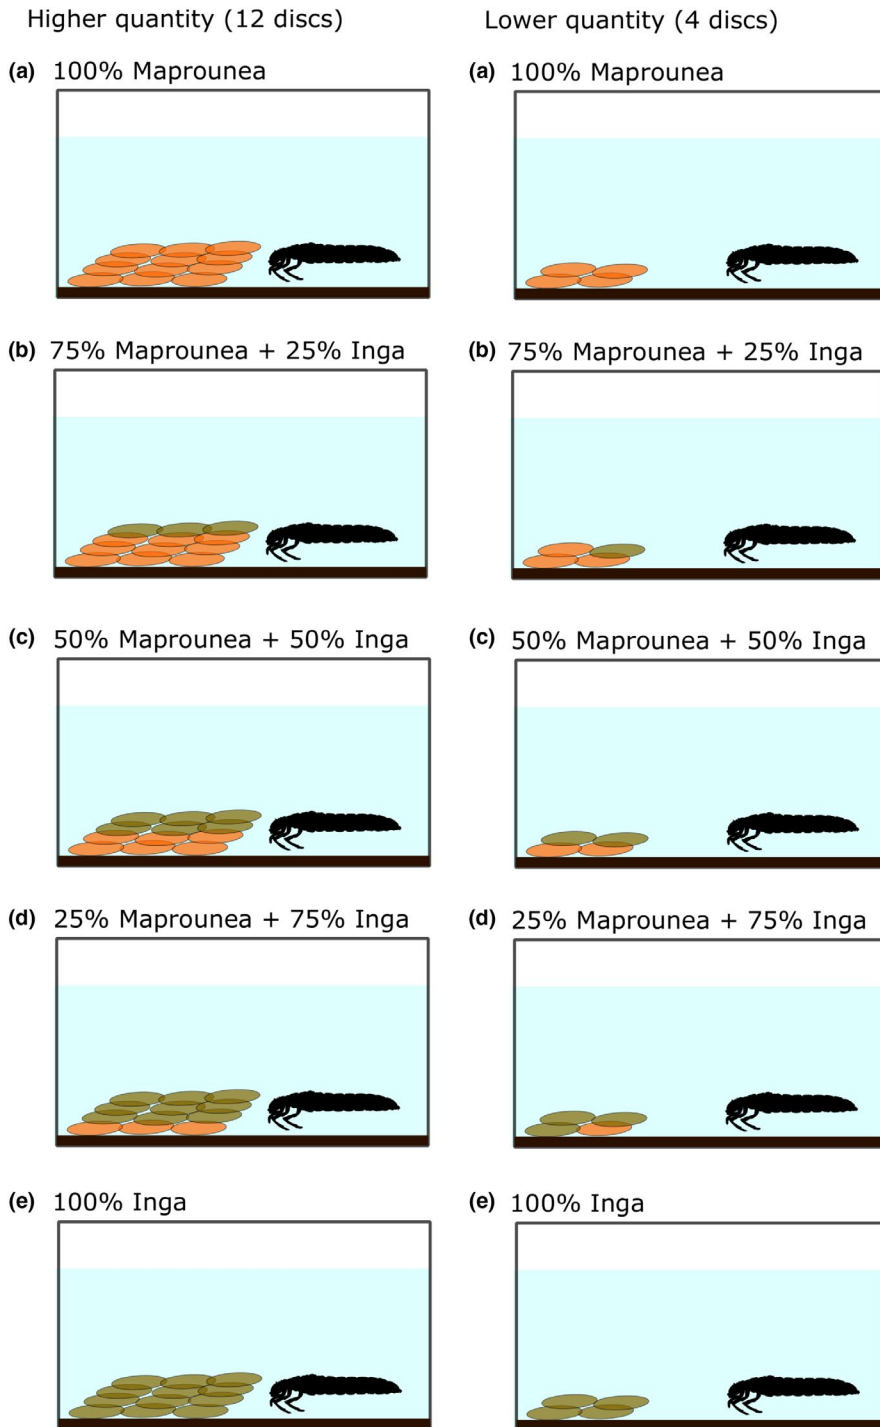 Higher quantity (12 discs)
Lower quantity (4 discs)
(a) 100% Maprounea
(a) 100% Maprounea
(b) 75% Maprounea + 25% Inga
(b) 75% Maprounea + 25% Inga
(c) 50% Maprounea + 50% Inga
(c) 50% Maprounea + 50% Inga
(d) 25% Maprounea + 75% Inga
(d) 25% Maprounea + 75% Inga
(e) 100% Inga
(e) 100% Inga